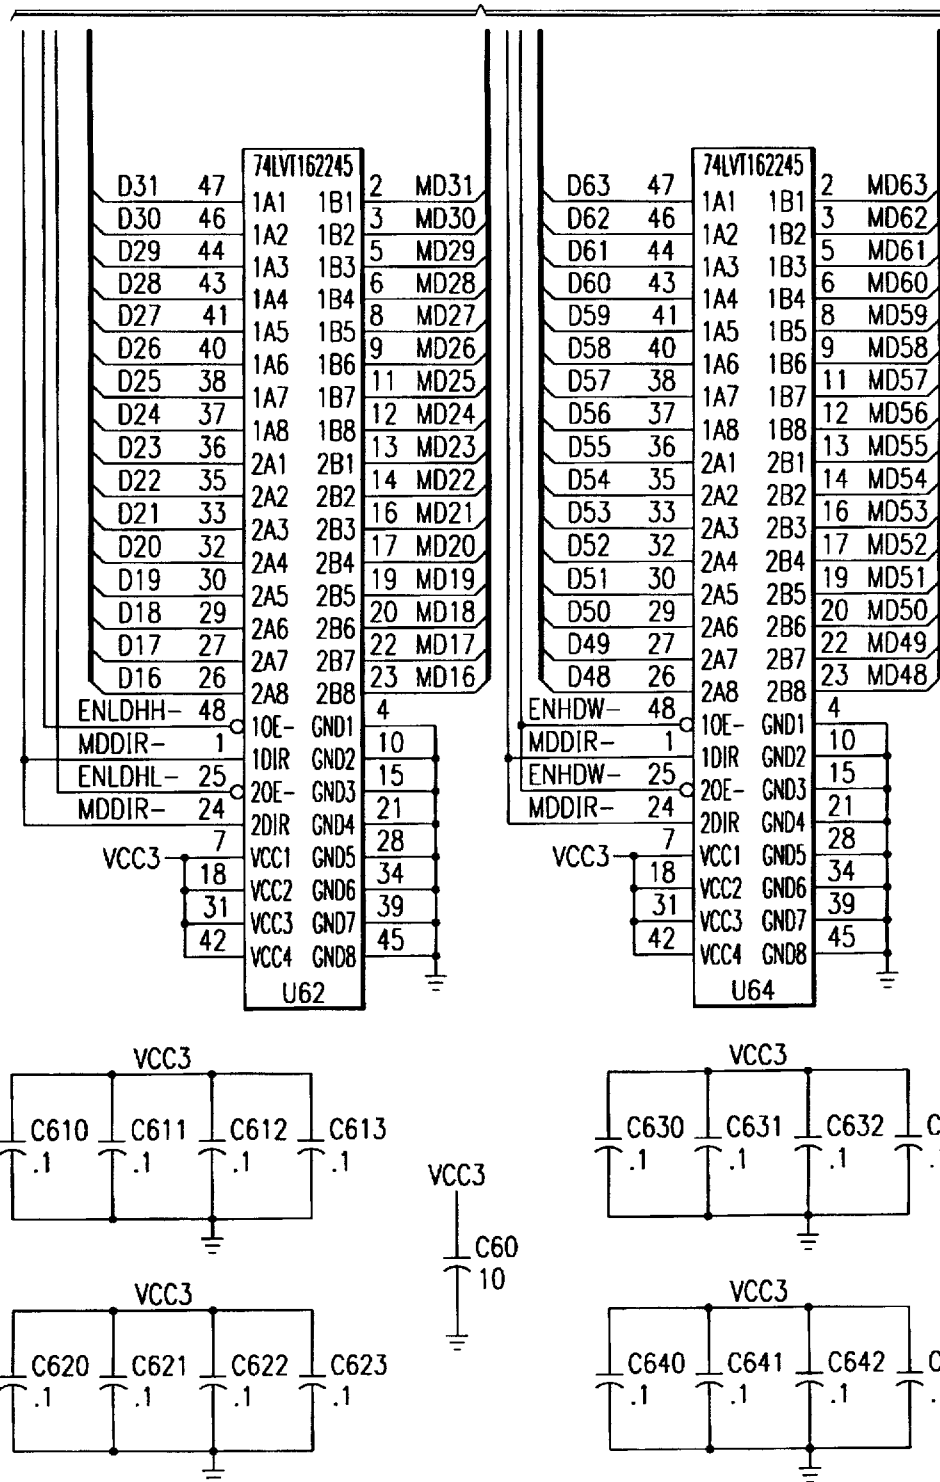 74LVT162245 74LVT162245
D31 47 1A1 1B1 2 MD31 D63 47 1A1 1B1 2 MD63
D30 46 1A2 1B2 3 MD30 D62 46 1A2 1B2 3 MD62
D29 44 1A3 1B3 5 MD29 D61 44 1A3 1B3 5 MD61
D28 43 1A4 1B4 6 MD28 D60 43 1A4 1B4 6 MD60
D27 41 1A5 1B5 8 MD27 D59 41 1A5 1B5 8 MD59
D26 40 1A6 1B6 9 MD26 D58 40 1A6 1B6 9 MD58
D25 38 1A7 1B7 11 MD25 D57 38 1A7 1B7 11 MD57
D24 37 1A8 1B8 12 MD24 D56 37 1A8 1B8 12 MD56
D23 36 2A1 2B1 13 MD23 D55 36 2A1 2B1 13 MD55
D22 35 2A2 2B2 14 MD22 D54 35 2A2 2B2 14 MD54
D21 33 2A3 2B3 16 MD21 D53 33 2A3 2B3 16 MD53
D20 32 2A4 2B4 17 MD20 D52 32 2A4 2B4 17 MD52
D19 30 2A5 2B5 19 MD19 D51 30 2A5 2B5 19 MD51
D18 29 2A6 2B6 20 MD18 D50 29 2A6 2B6 20 MD50
D17 27 2A7 2B7 22 MD17 D49 27 2A7 2B7 22 MD49
D16 26 2A8 2B8 23 MD16 D48 26 2A8 2B8 23 MD48
ENLDHH- 48 1OE- GND1 4 ENHDW- 48 1OE- GND1 4
MDDIR- 1 1DIR GND2 10 MDDIR- 1 1DIR GND2 10
ENLDHL- 25 2OE- GND3 15 ENHDW- 25 2OE- GND3 15
MDDIR- 24 2DIR GND4 21 MDDIR- 24 2DIR GND4 21
VCC3 7 VCC1 GND5 28 VCC3 7 VCC1 GND5 28
18 VCC2 GND6 34 18 VCC2 GND6 34
31 VCC3 GND7 39 31 VCC3 GND7 39
42 VCC4 GND8 45 42 VCC4 GND8 45
U62 U64
VCC3 VCC3
C610 C611 C612 C613 C630 C631 C632 C
.1 .1 .1 .1 .1 .1 .1
VCC3
C60
10
VCC3 VCC3
C620 C621 C622 C623 C640 C641 C642 C
.1 .1 .1 .1 .1 .1 .1